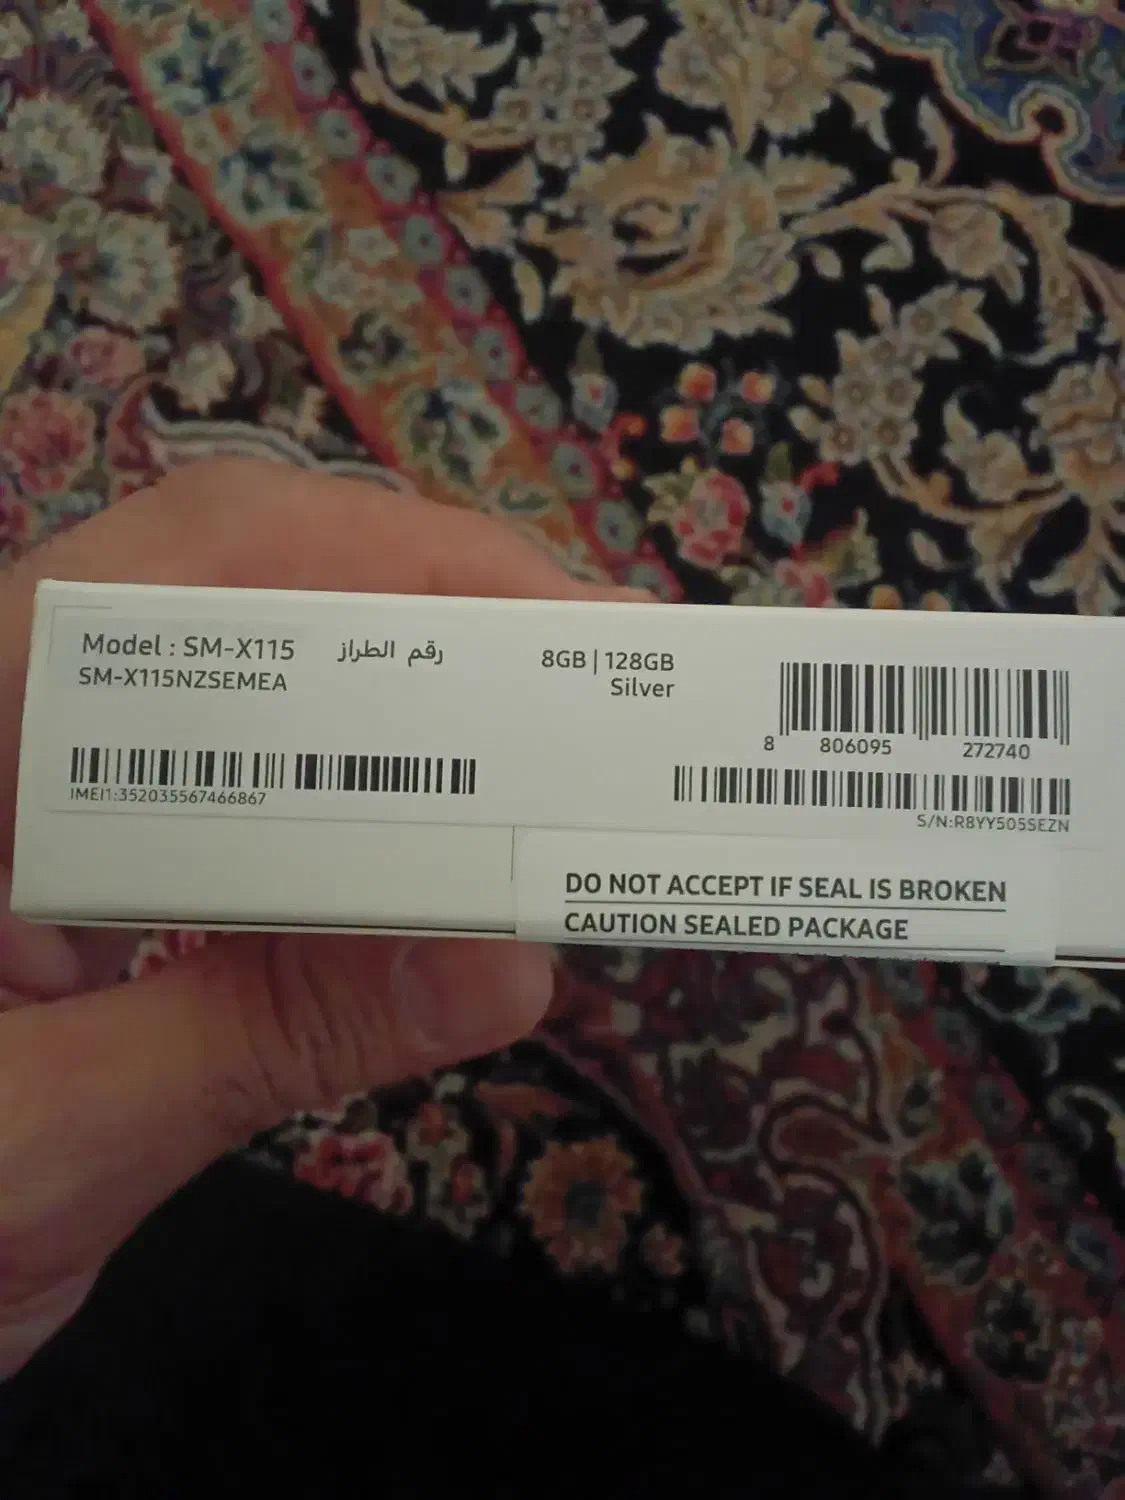 Model : SM-X115 رقم الطراز
SM-X115NZSEMEA
8GB | 128GB
Silver
8 806095 272740
IMEI1:352035567466867
S/N:R8YY505SEZN
DO NOT ACCEPT IF SEAL IS BROKEN
CAUTION SEALED PACKAGE